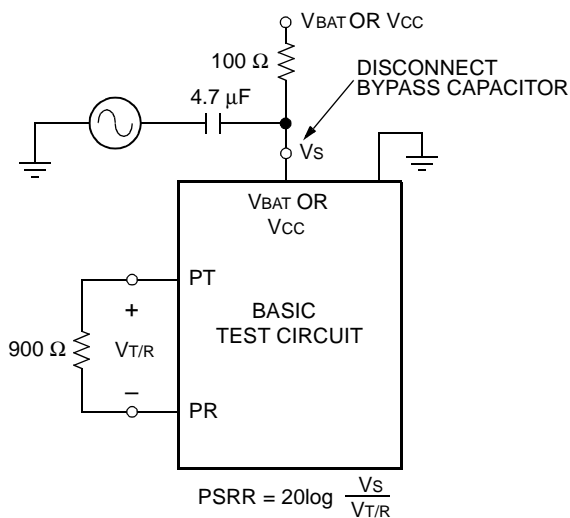 VBAT OR VCC
100 Ω
DISCONNECT
BYPASS CAPACITOR
4.7 µF
VS
VBAT OR
VCC
PT
+
BASIC
TEST CIRCUIT
900 Ω
VT/R
–
PR
PSRR = 20log VS
VT/R